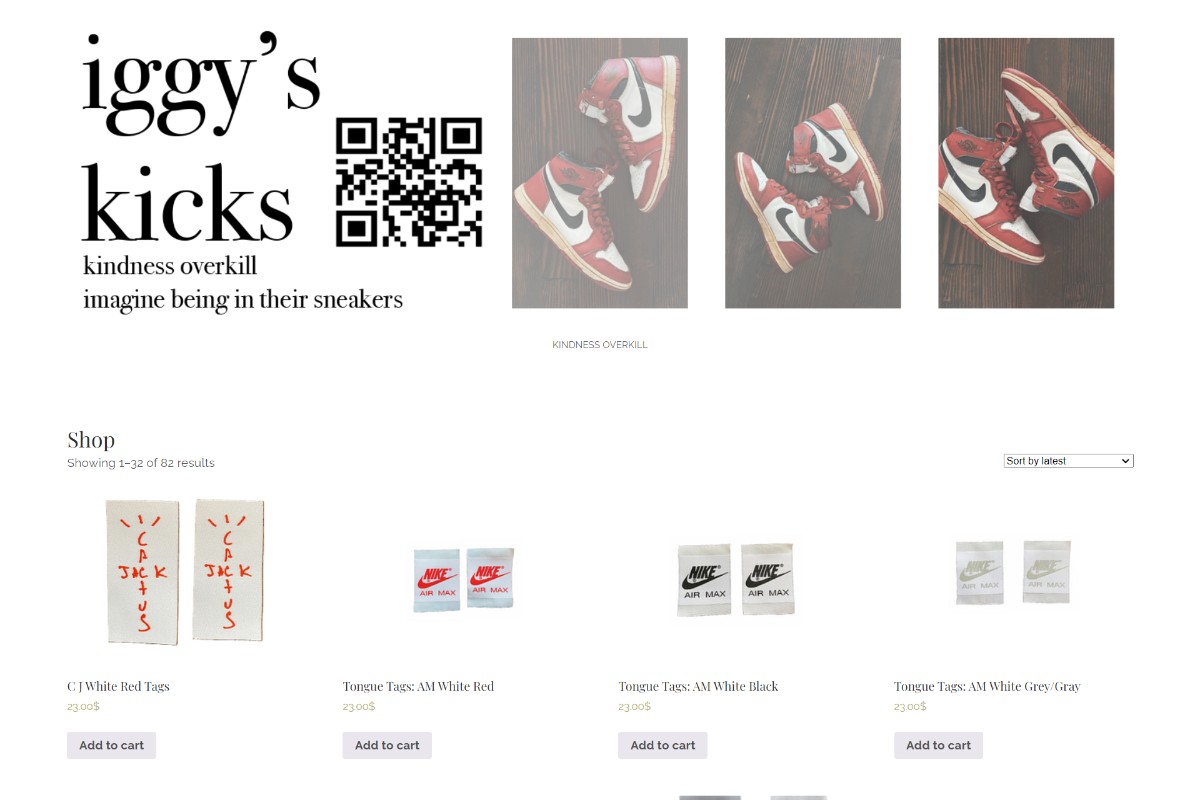 iggy's
kicks
kindness overkill
imagine being in their sneakers
KINDNESS OVERKILL
Shop
Showing 1–32 of 82 results
Sort by latest
C
A
JACK
T
U
S
C
A
JACK
T
U
S
NIKE
AIR MAX
NIKE
AIR MAX
NIKE
AIR MAX
NIKE
AIR MAX
NIKE
AIR MAX
NIKE
AIR MAX
C J White Red Tags
Tongue Tags: AM White Red
Tongue Tags: AM White Black
Tongue Tags: AM White Grey/Gray
23.00$
23.00$
23.00$
23.00$
Add to cart
Add to cart
Add to cart
Add to cart